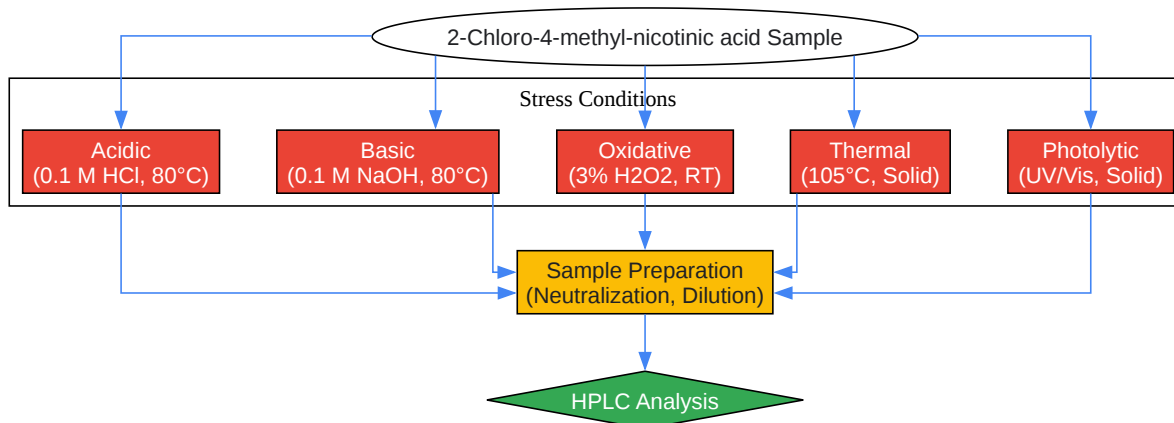 2-Chloro-4-methyl-nicotinic acid Sample
Stress Conditions
Acidic
(0.1 M HCl, 80°C)
Basic
(0.1 M NaOH, 80°C)
Oxidative
(3% H2O2, RT)
Thermal
(105°C, Solid)
Photolytic
(UV/Vis, Solid)
Sample Preparation
(Neutralization, Dilution)
HPLC Analysis